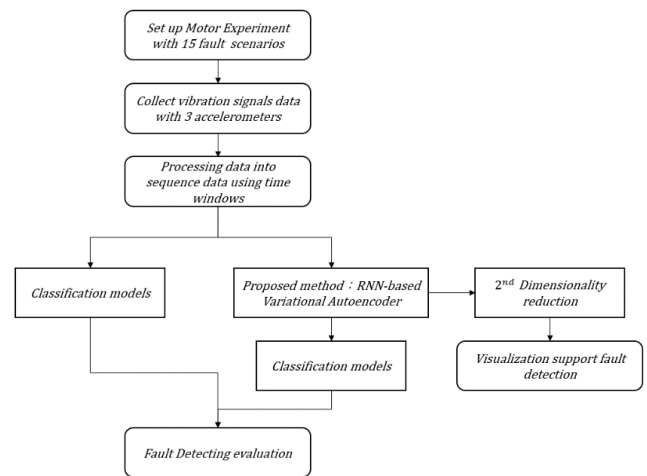 Set up Motor Experiment
with 15 fault scenarios
Collect vibration signals data
with 3 accelerometers
Processing data into
sequence data using time
windows
Classification models
Proposed method : RNN-based
Variational Autoencoder
2nd Dimensionality
reduction
Classification models
Visualization support fault
detection
Fault Detecting evaluation